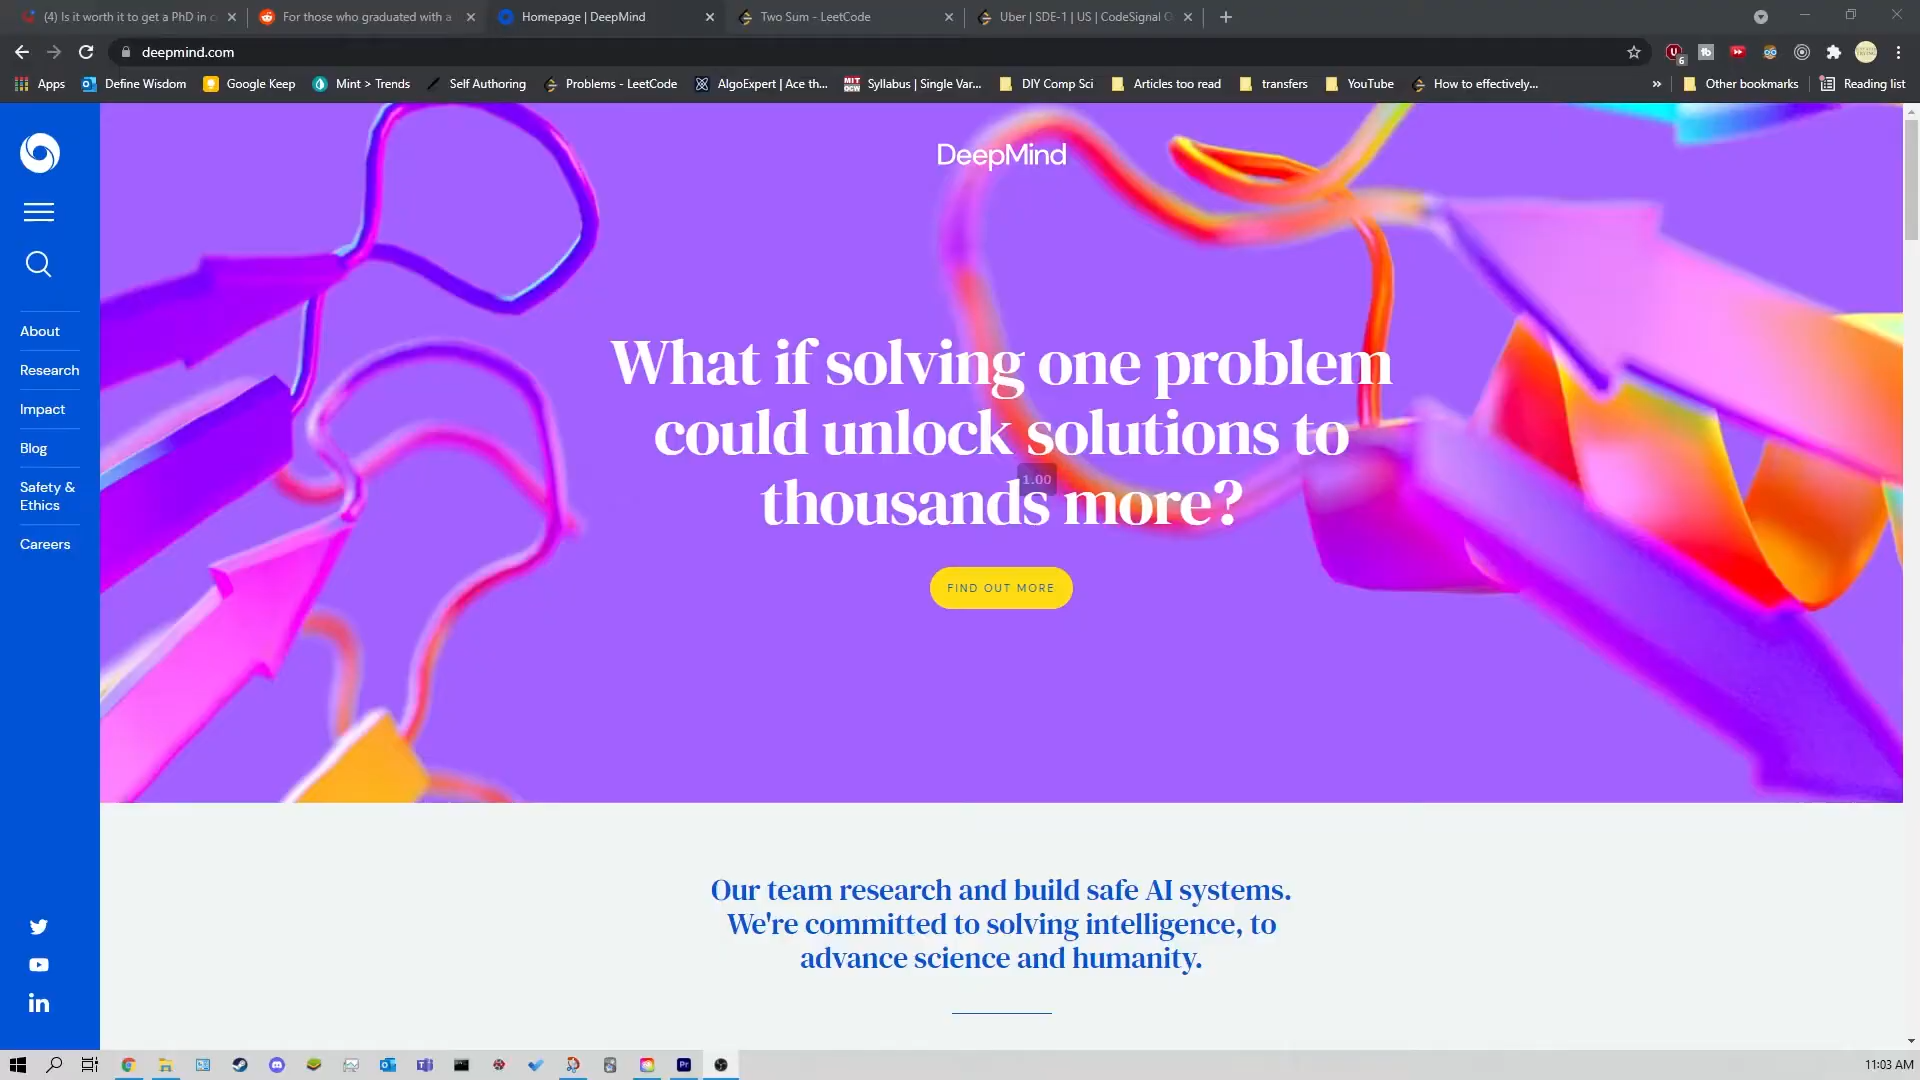 (4) Is it worth it to get a PhD in c
For those who graduated with a
Homepage | DeepMind
Two Sum - LeetCode
Uber | SDE-1 | US | CodeSignal O
deepmind.com
6
Apps
Define Wisdom
Google Keep
Mint > Trends
Self Authoring
Problems - LeetCode
AlgoExpert | Ace th...
Syllabus | Single Var...
DIY Comp Sci
Articles too read
transfers
YouTube
How to effectively...
»
Other bookmarks
Reading list
DeepMind
About
Research
Impact
Blog
Safety &
Ethics
Careers
What if solving one problem
could unlock solutions to
thousands more?
1.00
FIND OUT MORE
Our team research and build safe AI systems.
We're committed to solving intelligence, to
advance science and humanity.
Pr
11:03 AM